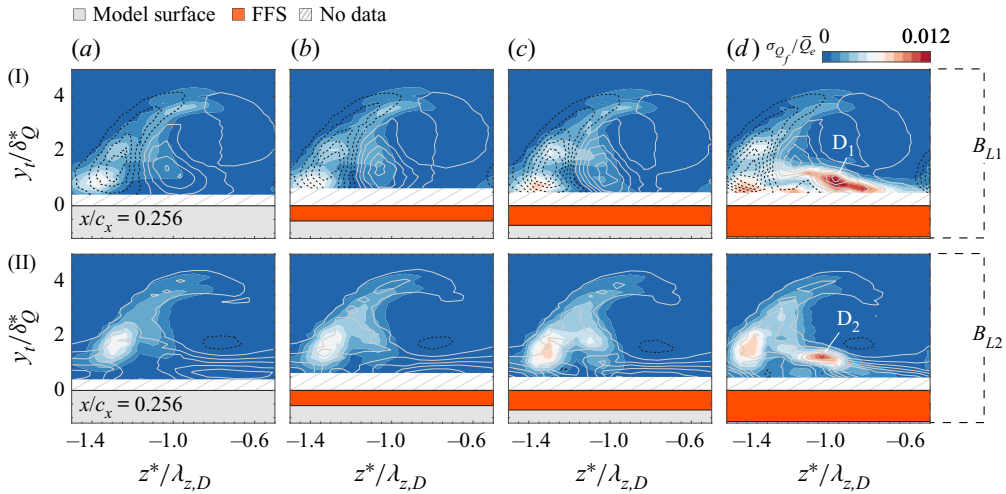 Model surface FFS No data
(a) (b) (c) (d) 0 0.012 σ_{Q_f}/Q̅_e
(I) 4 2 0 y_t/δ*_Q x/c_x = 0.256 D_1 B_{L1}
(II) 4 2 0 y_t/δ*_Q x/c_x = 0.256 D_2 B_{L2}
−1.4 −1.0 −0.6 −1.4 −1.0 −0.6 −1.4 −1.0 −0.6 −1.4 −1.0 −0.6
z*/λ_{z,D} z*/λ_{z,D} z*/λ_{z,D} z*/λ_{z,D}